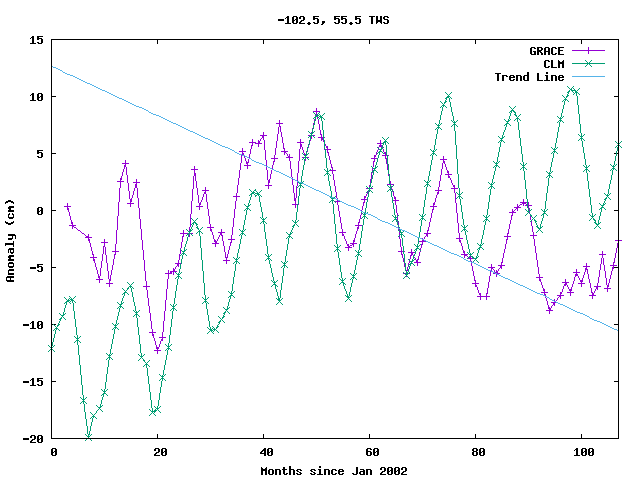 -102.5, 55.5 TWS
GRACE
CLM
Trend Line
15
10
5
0
-5
-10
-15
-20
Anomaly (cm)
0 20 40 60 80 100
Months since Jan 2002